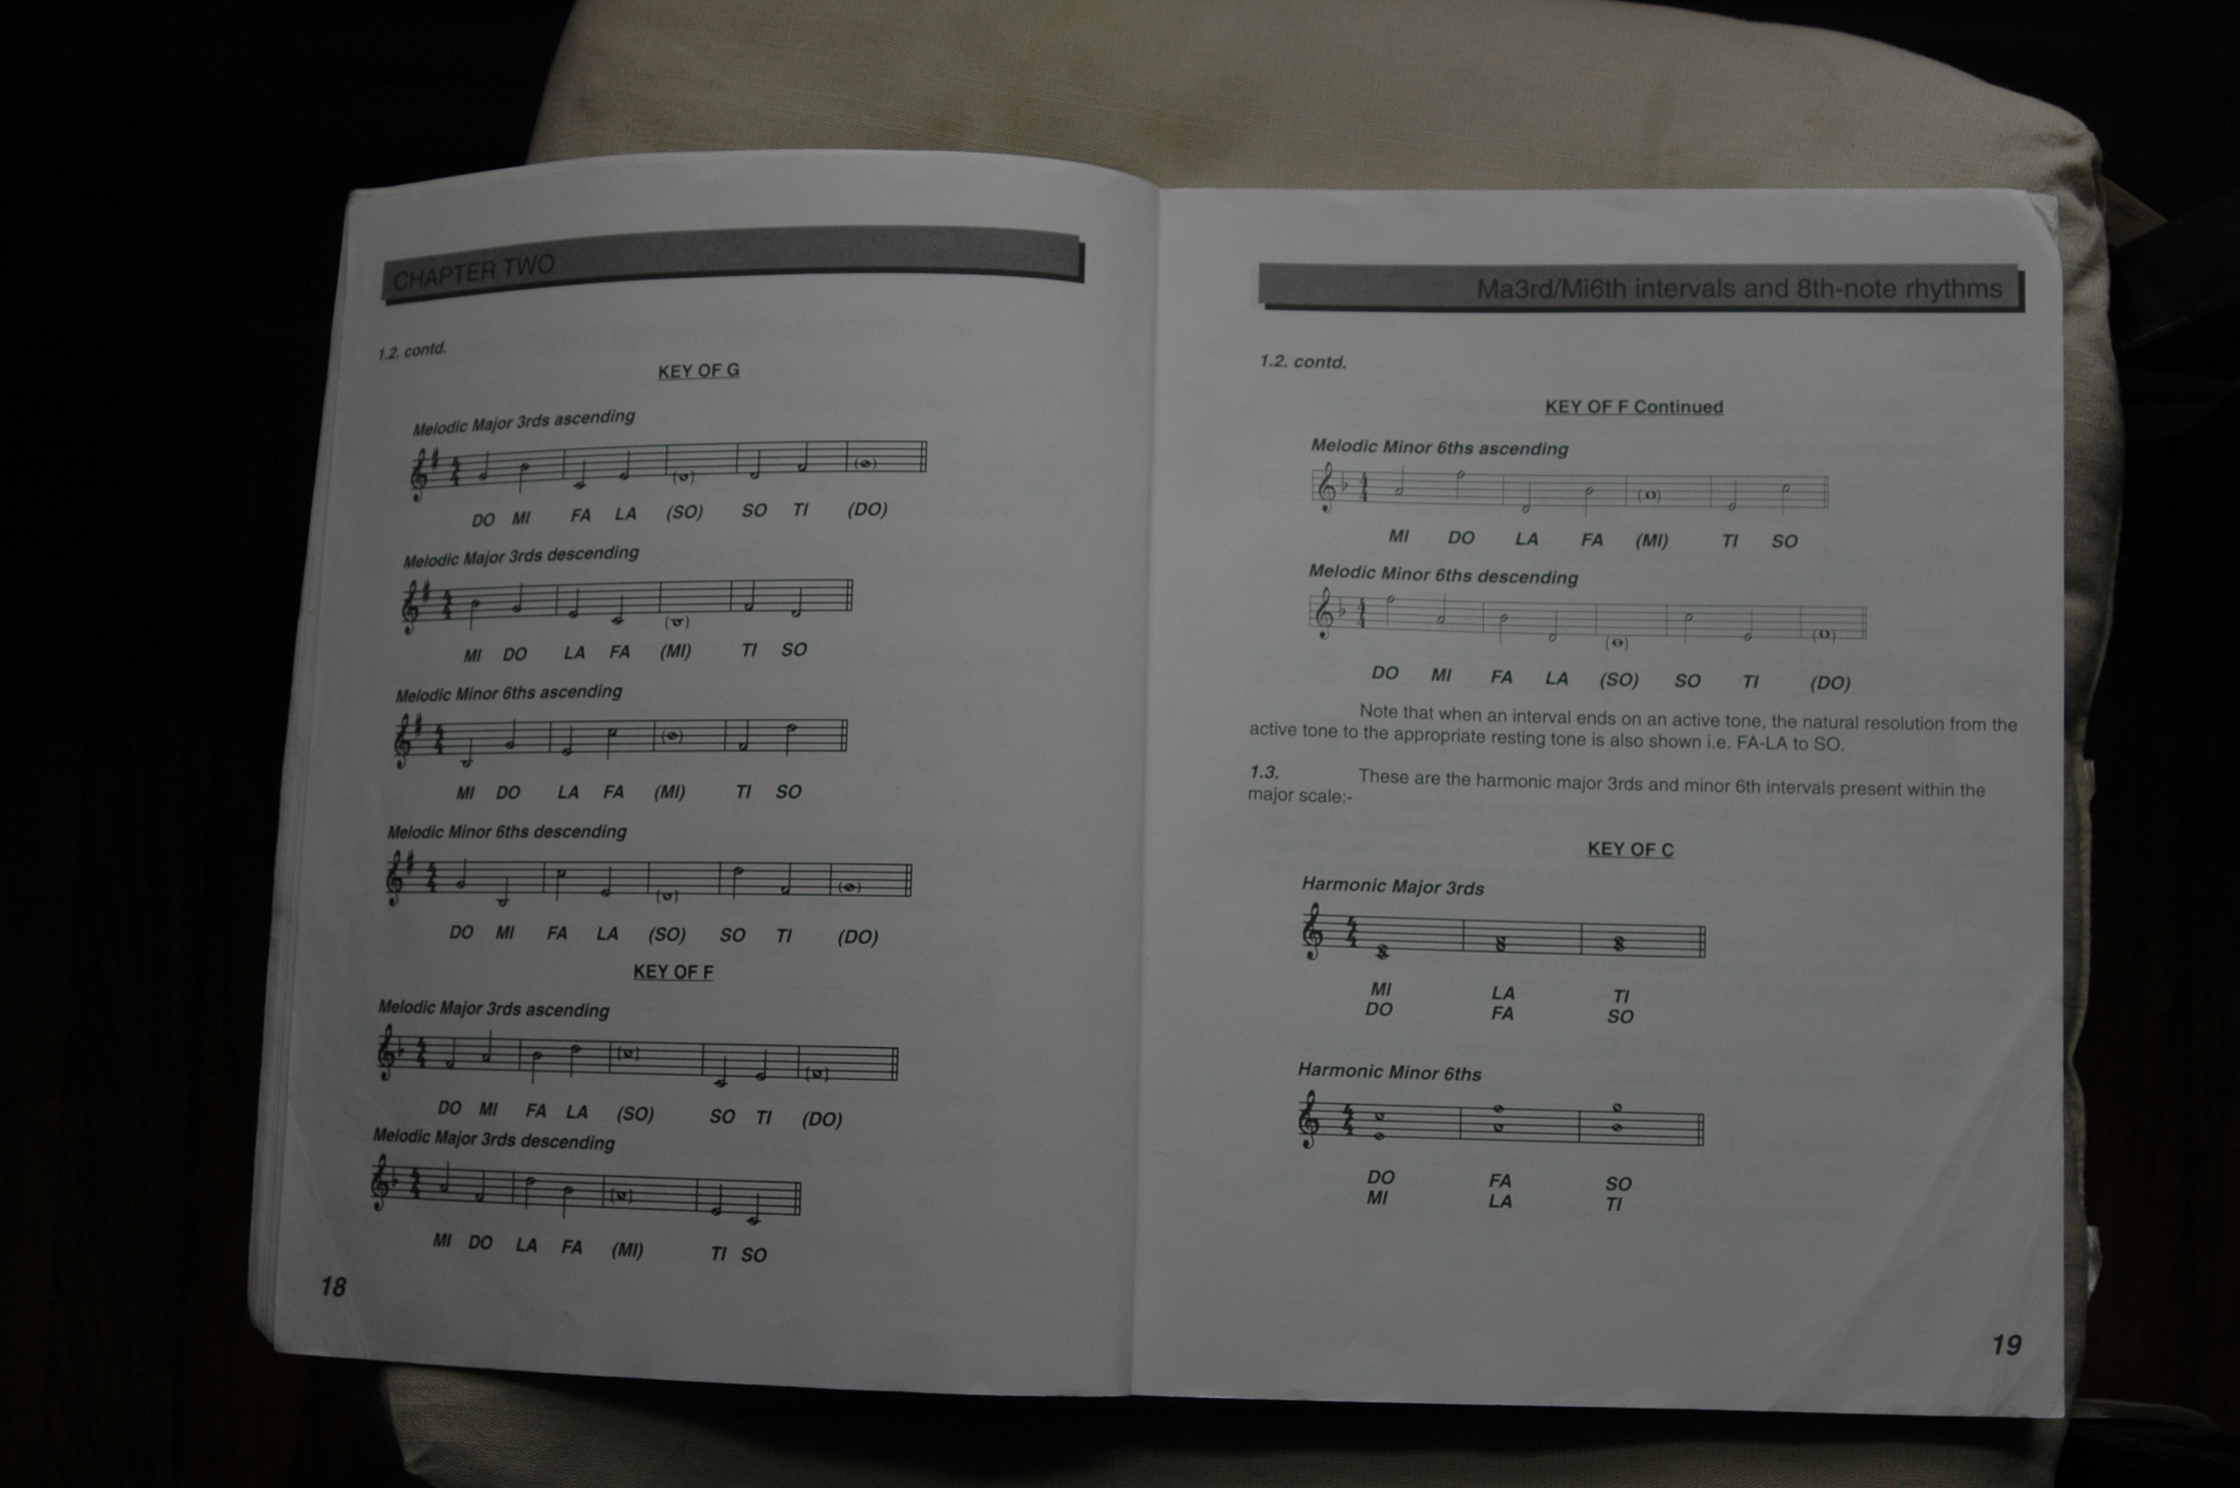 CHAPTER TWO
1.2. contd.
KEY OF G
Melodic Major 3rds ascending
DO MI FA LA (SO) SO TI (DO)
Melodic Major 3rds descending
MI DO LA FA (MI) TI SO
Melodic Minor 6ths ascending
MI DO LA FA (MI) TI SO
Melodic Minor 6ths descending
DO MI FA LA (SO) SO TI (DO)
KEY OF F
Melodic Major 3rds ascending
DO MI FA LA (SO) SO TI (DO)
Melodic Major 3rds descending
MI DO LA FA (MI) TI SO
18
Ma3rd/Mi6th intervals and 8th-note rhythms
1.2. contd.
KEY OF F Continued
Melodic Minor 6ths ascending
MI DO LA FA (MI) TI SO
Melodic Minor 6ths descending
DO MI FA LA (SO) SO TI (DO)
Note that when an interval ends on an active tone, the natural resolution from the
active tone to the appropriate resting tone is also shown i.e. FA-LA to SO.
1.3. These are the harmonic major 3rds and minor 6th intervals present within the
major scale:-
KEY OF C
Harmonic Major 3rds
MI LA TI
DO FA SO
Harmonic Minor 6ths
DO FA SO
MI LA TI
19